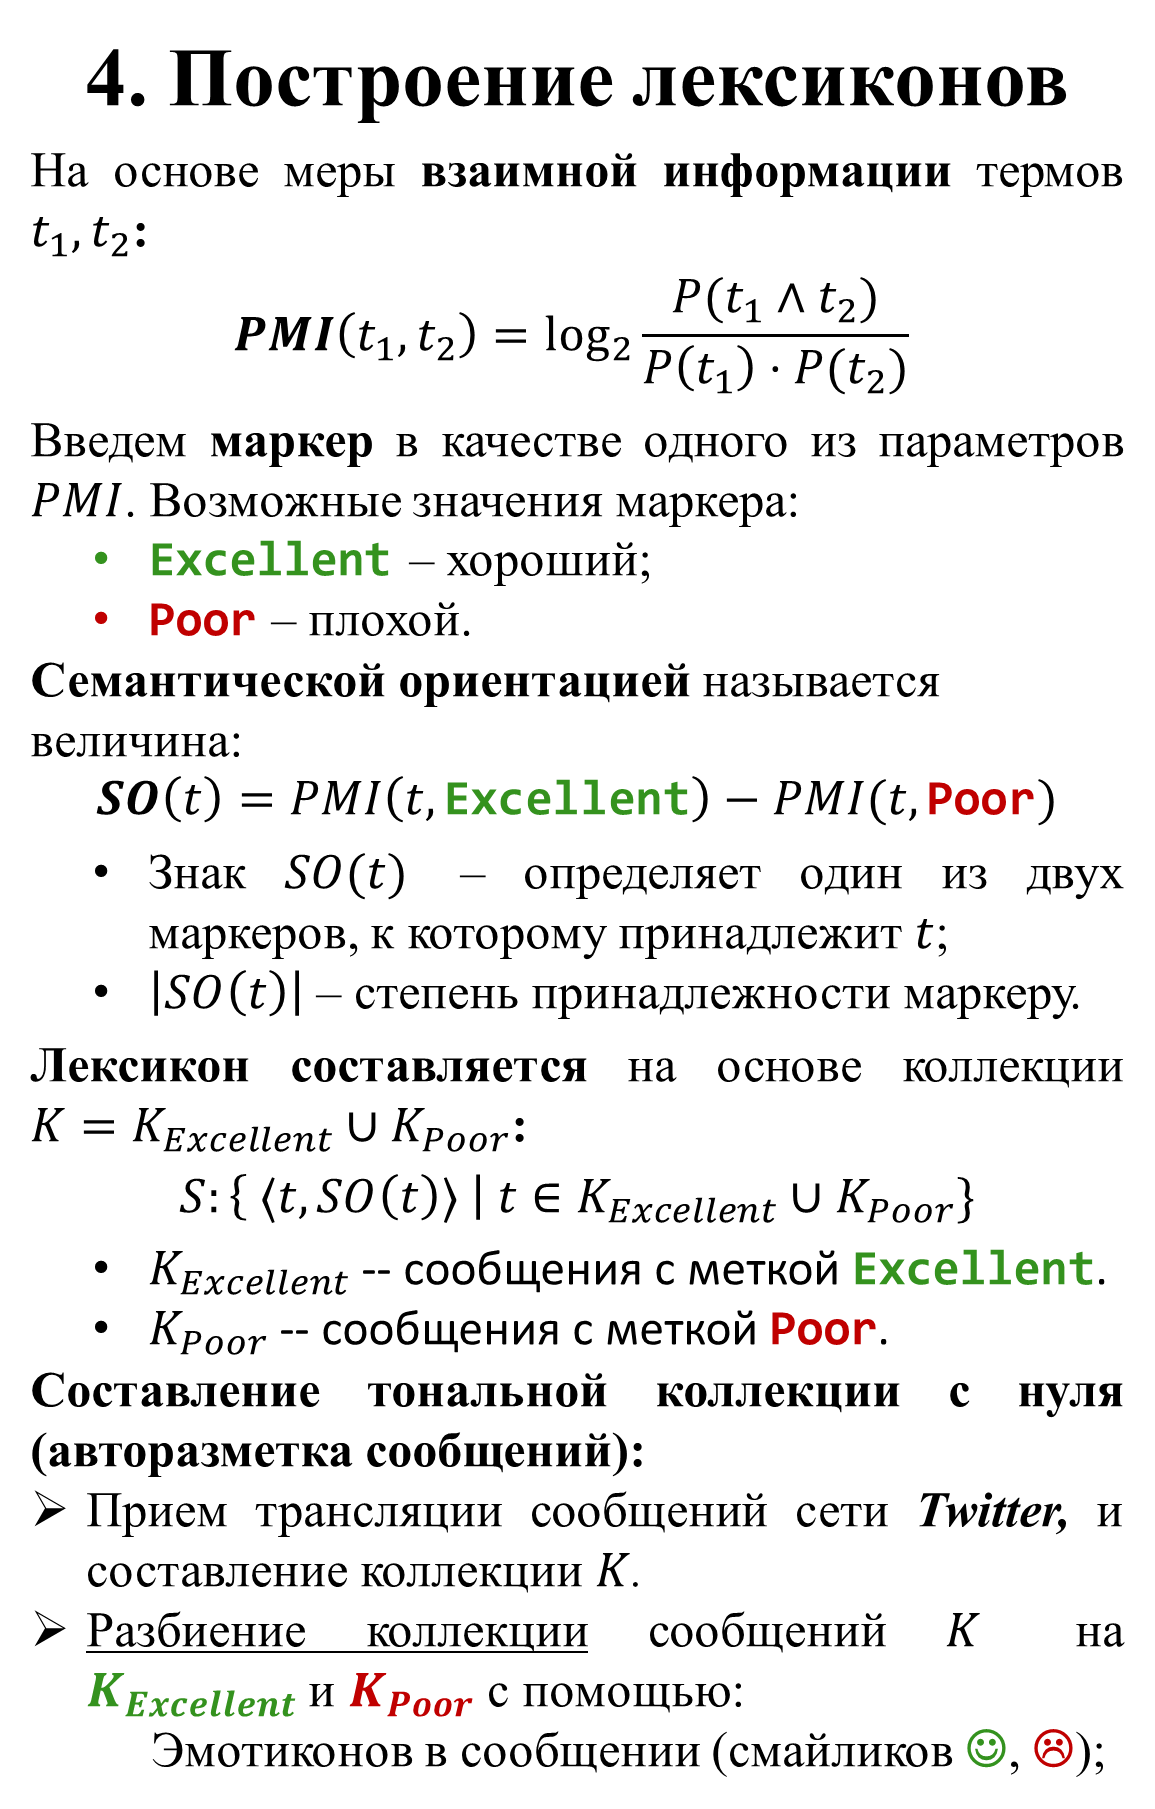 4. Построение лексиконов
На основе меры взаимной информации термов
t₁, t₂:
PMI(t₁, t₂) = log₂ P(t₁ ∧ t₂) / P(t₁) · P(t₂)
Введем маркер в качестве одного из параметров
PMI. Возможные значения маркера:
• Excellent – хороший;
• Poor – плохой.
Семантической ориентацией называется
величина:
SO(t) = PMI(t, Excellent) − PMI(t, Poor)
• Знак SO(t) – определяет один из двух
маркеров, к которому принадлежит t;
• |SO(t)| – степень принадлежности маркеру.
Лексикон составляется на основе коллекции
K = K_Excellent ∪ K_Poor:
S: { ⟨t, SO(t)⟩ | t ∈ K_Excellent ∪ K_Poor}
• K_Excellent -- сообщения с меткой Excellent.
• K_Poor -- сообщения с меткой Poor.
Составление тональной коллекции с нуля
(авторазметка сообщений):
➢ Прием трансляции сообщений сети Twitter, и
составление коллекции K.
➢ Разбиение коллекции сообщений K на
K_Excellent и K_Poor с помощью:
Эмотиконов в сообщении (смайликов ☺, ☹);